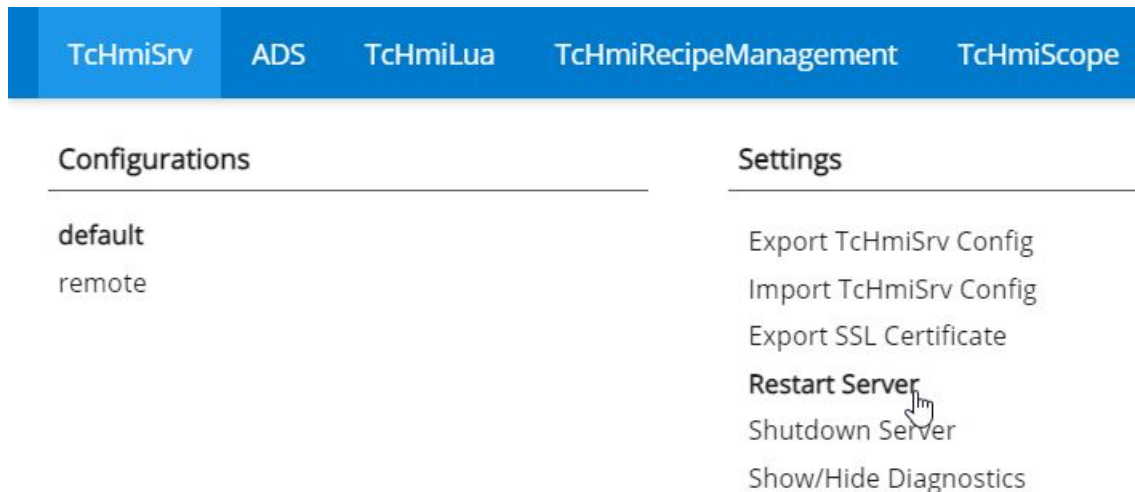 TcHmiSrv ADS TcHmiLua TcHmiRecipeManagement TcHmiScope
Configurations
default
remote
Settings
Export TcHmiSrv Config
Import TcHmiSrv Config
Export SSL Certificate
Restart Server
Shutdown Server
Show/Hide Diagnostics